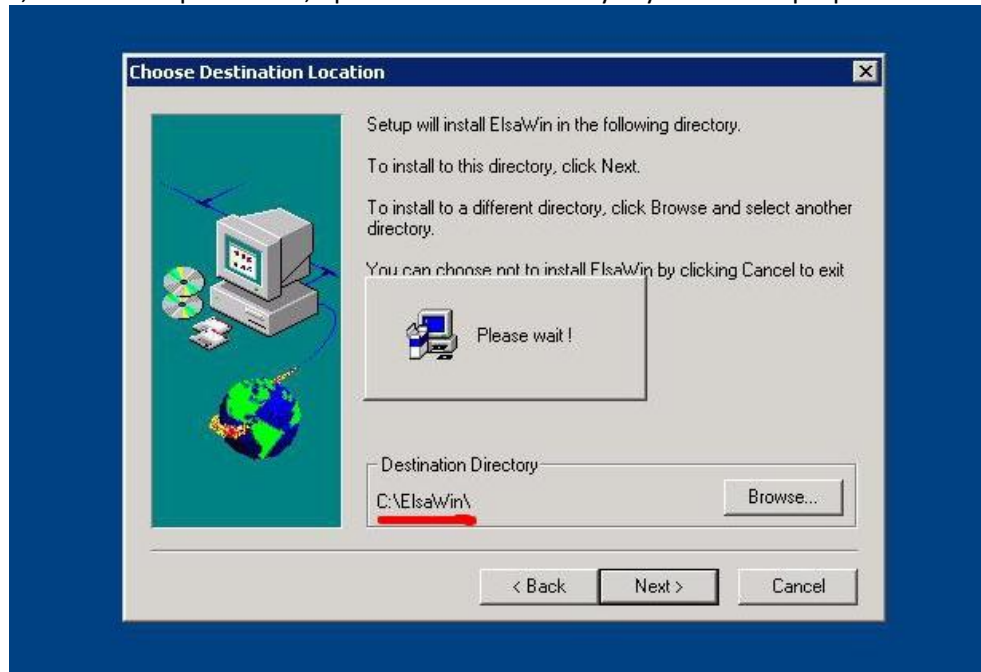 Choose Destination Location
Setup will install ElsaWin in the following directory.
To install to this directory, click Next.
To install to a different directory, click Browse and select another
directory.
You can choose not to install ElsaWin by clicking Cancel to exit
Please wait !
Destination Directory
C:\ElsaWin\
Browse...
< Back
Next >
Cancel